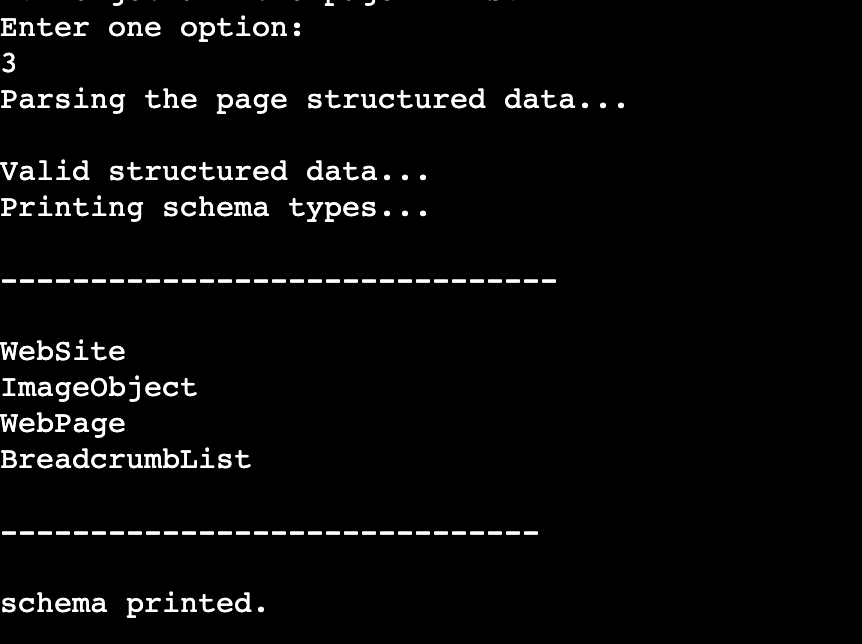 Enter one option:
3
Parsing the page structured data...
Valid structured data...
Printing schema types...
-------------------------------
WebSite
ImageObject
WebPage
BreadcrumbList
------------------------------
schema printed.